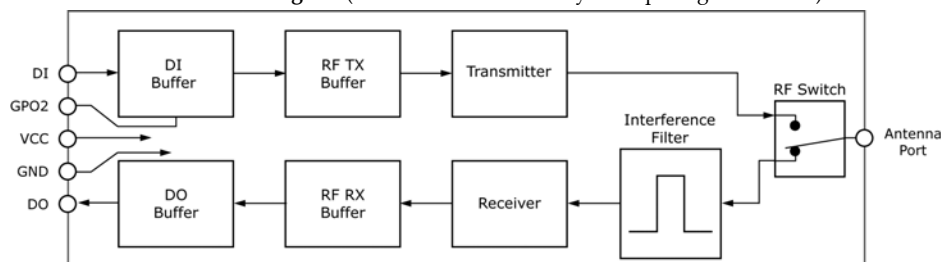 DI
GPO2
VCC
GND
DO
DI
Buffer
RF TX
Buffer
Transmitter
RF Switch
Interference
Filter
Antenna
Port
DO
Buffer
RF RX
Buffer
Receiver